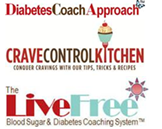 DiabetesCoachApproach
CRAVECONTROLKITCHEN
CONQUER CRAVINGS WITH OUR TIPS, TRICKS & RECIPES
The
LiveFree
Blood Sugar & Diabetes Coaching System™